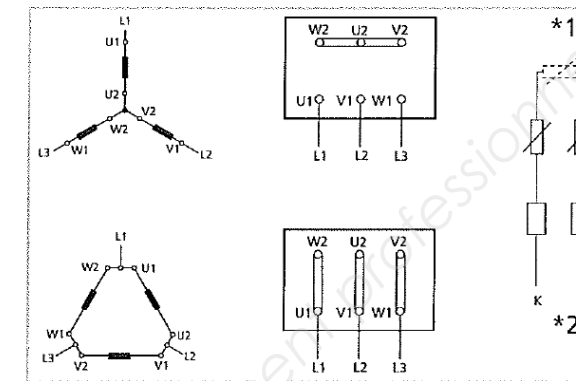 L1
U1
U2
V2
W2
L3
W1
V1
L2
W2 U2 V2
U1 V1 W1
L1 L2 L3
*1
K
*2
L1
W2 U1
W1 U2
L3 L2
V2 V1
W2 U2 V2
U1 V1 W1
L1 L2 L3